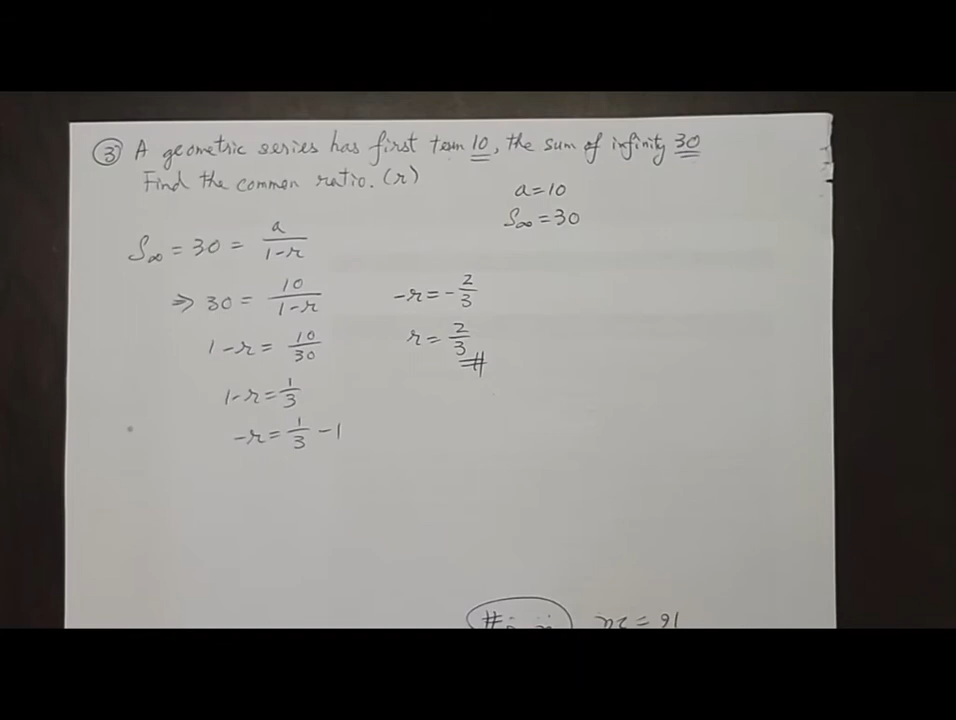 ③ A geometric series has first term 10, the sum of infinity 30
Find the common ratio. (r)
a=10
S∞ = 30
S∞ = 30 = a/(1-r)
⇒ 30 = 10/(1-r)
1-r = 10/30
1-r = 1/3
-r = 1/3 - 1
-r = -2/3
r = 2/3 #